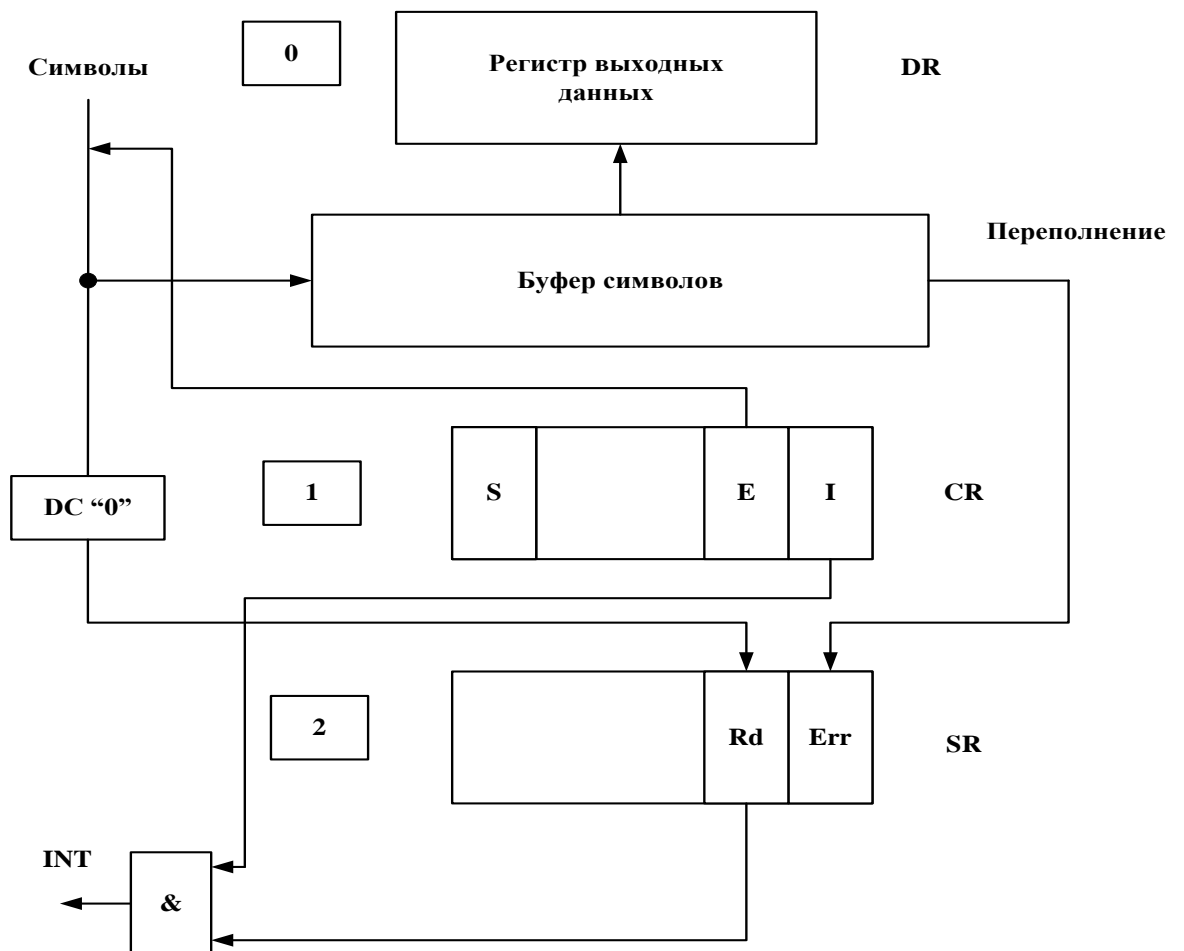 Символы
0
Регистр выходных
данных
DR
Переполнение
Буфер символов
DC “0”
1
S
E
I
CR
2
Rd
Err
SR
INT
&